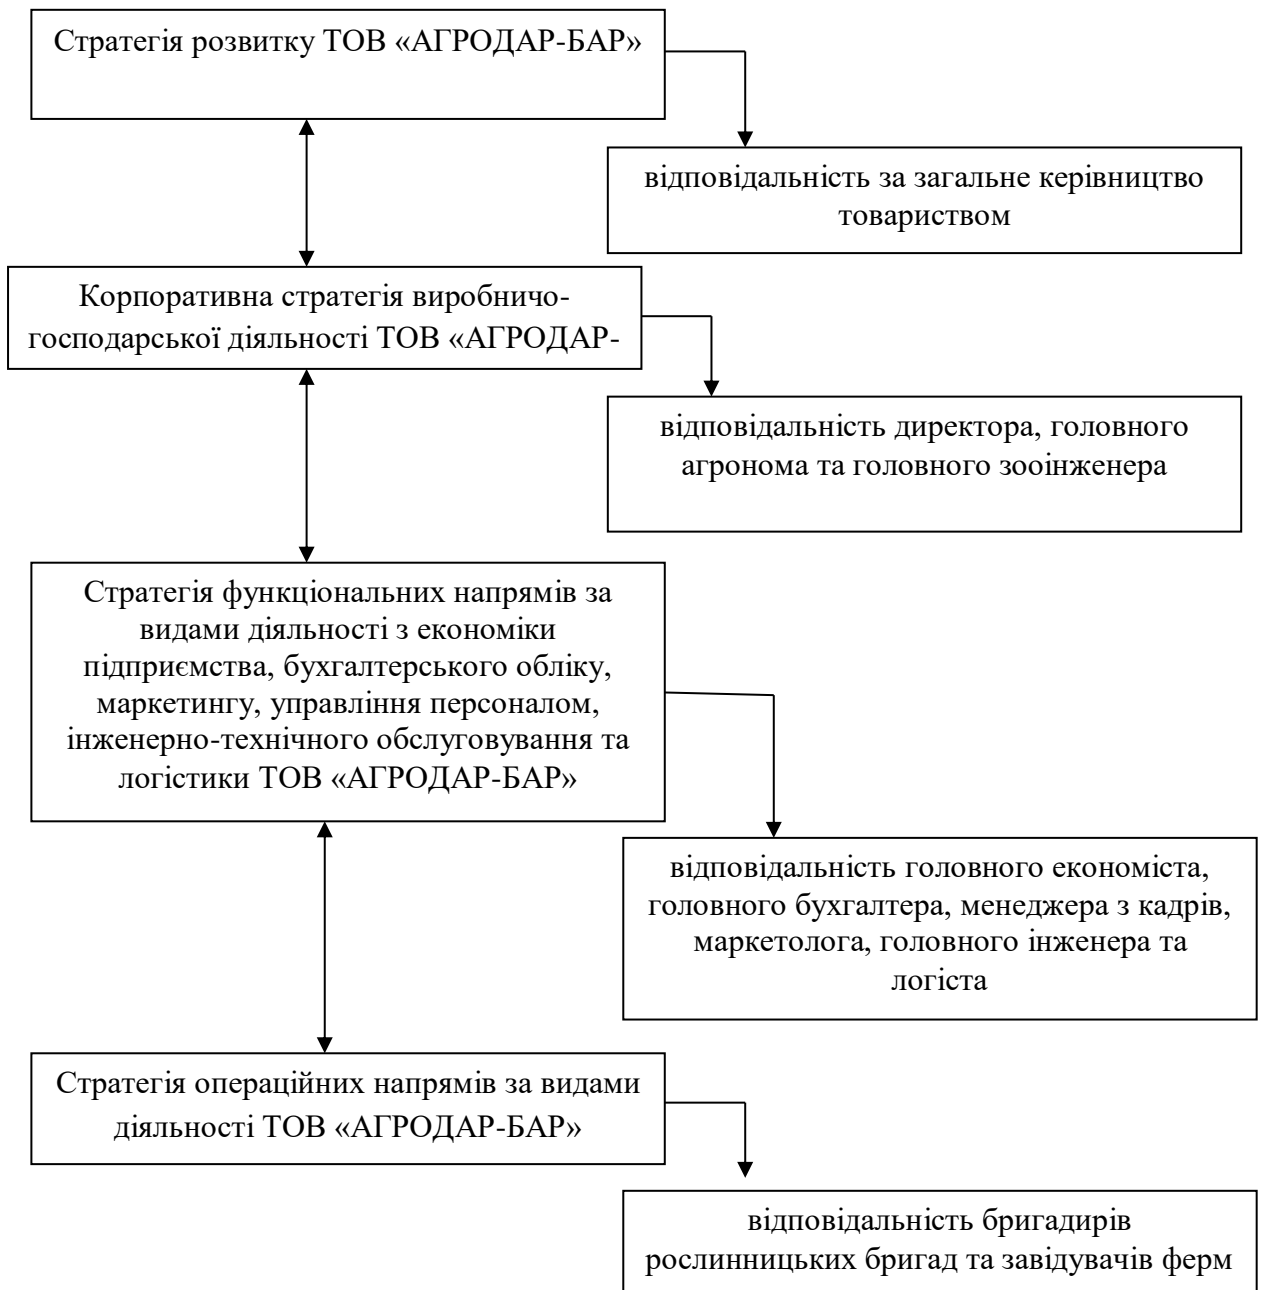 Стратегія розвитку ТОВ «АГРОДАР-БАР»
відповідальність за загальне керівництво
товариством
Корпоративна стратегія виробничо-
господарської діяльності ТОВ «АГРОДАР-
відповідальність директора, головного
агронома та головного зооінженера
Стратегія функціональних напрямів за
видами діяльності з економіки
підприємства, бухгалтерського обліку,
маркетингу, управління персоналом,
інженерно-технічного обслуговування та
логістики ТОВ «АГРОДАР-БАР»
відповідальність головного економіста,
головного бухгалтера, менеджера з кадрів,
маркетолога, головного інженера та
логіста
Стратегія операційних напрямів за видами
діяльності ТОВ «АГРОДАР-БАР»
відповідальність бригадирів
рослинницьких бригад та завідувачів ферм